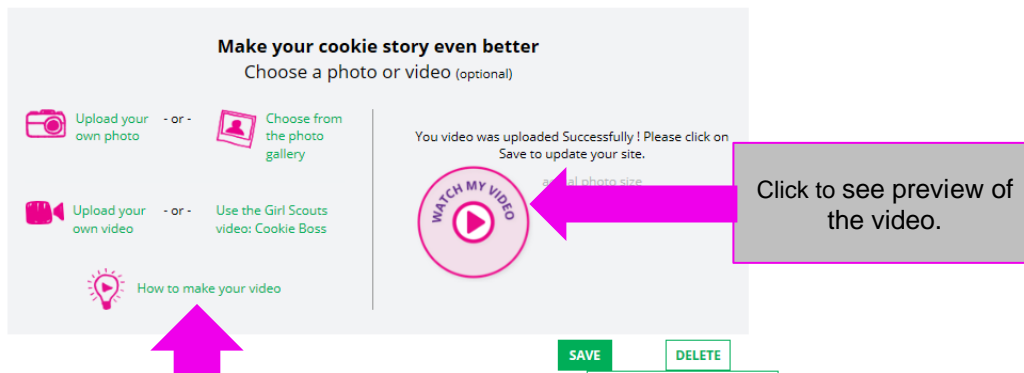 Make your cookie story even better
Choose a photo or video (optional)
Upload your
own photo
- or -
Choose from
the photo
gallery
Upload your
own video
- or -
Use the Girl Scouts
video: Cookie Boss
How to make your video
You video was uploaded Successfully ! Please click on
Save to update your site.
photo size
WATCH MY VIDEO
Click to see preview of
the video.
SAVE
DELETE